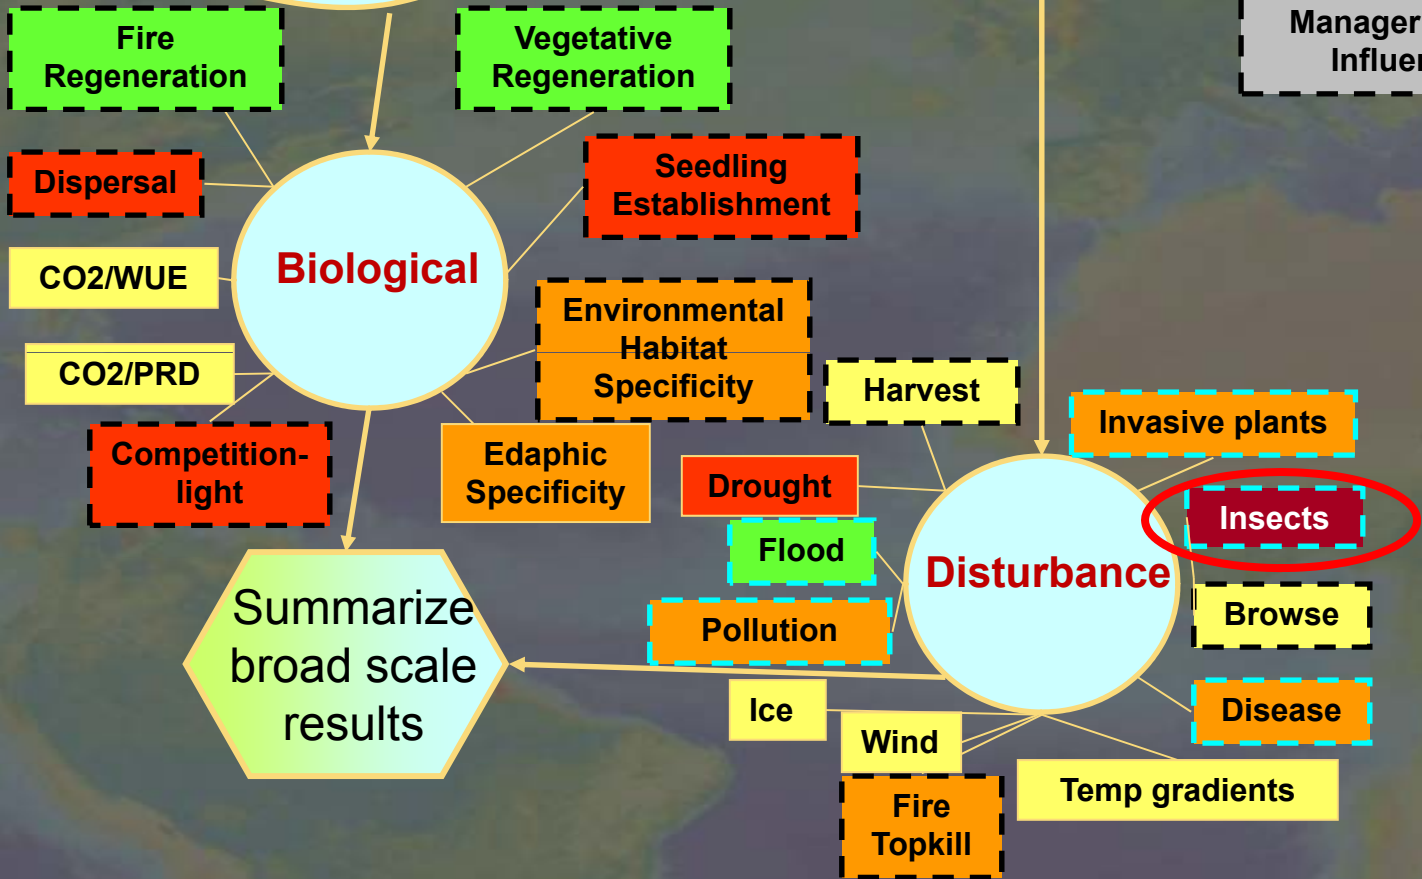 Fire
Regeneration
Vegetative
Regeneration
Manager
Influen
Dispersal
Seedling
Establishment
CO2/WUE
Biological
Environmental
Habitat
Specificity
CO2/PRD
Harvest
Invasive plants
Competition-
light
Edaphic
Specificity
Drought
Insects
Flood
Disturbance
Browse
Pollution
Summarize
broad scale
results
Ice
Disease
Wind
Temp gradients
Fire
Topkill